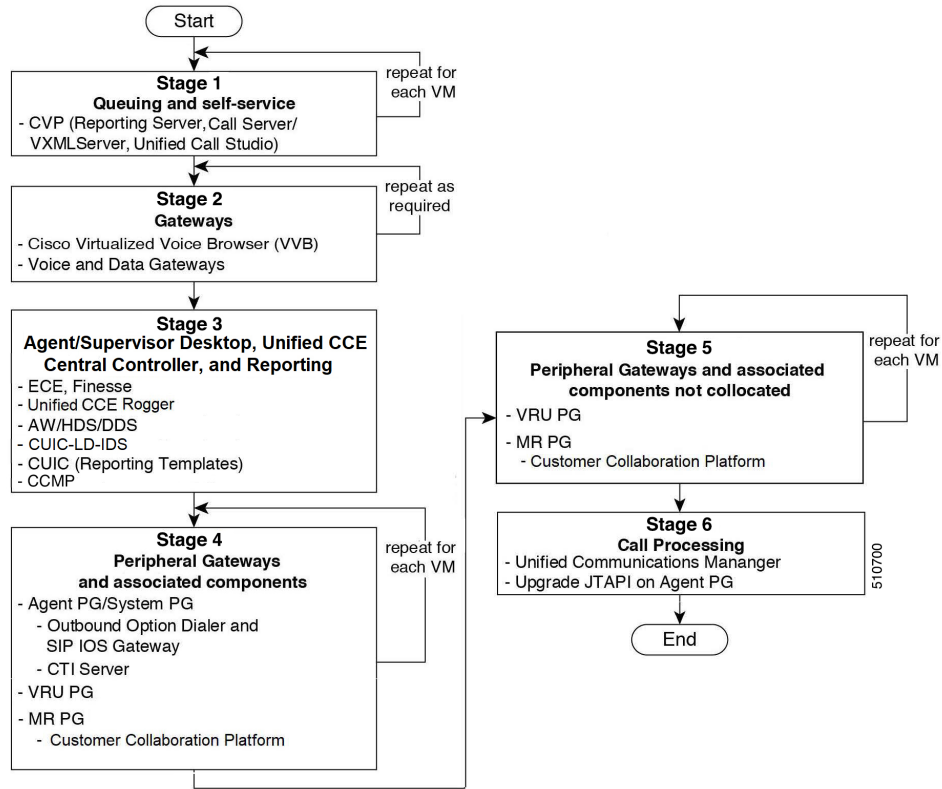 Start
repeat for
each VM
Stage 1
Queuing and self-service
- CVP (Reporting Server, Call Server/
VXMLServer, Unified Call Studio)
repeat as
required
Stage 2
Gateways
- Cisco Virtualized Voice Browser (VVB)
- Voice and Data Gateways
Stage 3
Agent/Supervisor Desktop, Unified CCE
Central Controller, and Reporting
- ECE, Finesse
- Unified CCE Rogger
- AW/HDS/DDS
- CUIC-LD-IDS
- CUIC (Reporting Templates)
- CCMP
repeat for
each VM
Stage 4
Peripheral Gateways
and associated components
- Agent PG/System PG
- Outbound Option Dialer and
SIP IOS Gateway
- CTI Server
- VRU PG
- MR PG
- Customer Collaboration Platform
repeat for
each VM
Stage 5
Peripheral Gateways and associated
components not collocated
- VRU PG
- MR PG
- Customer Collaboration Platform
Stage 6
Call Processing
- Unified Communications Mananger
- Upgrade JTAPI on Agent PG
510700
End